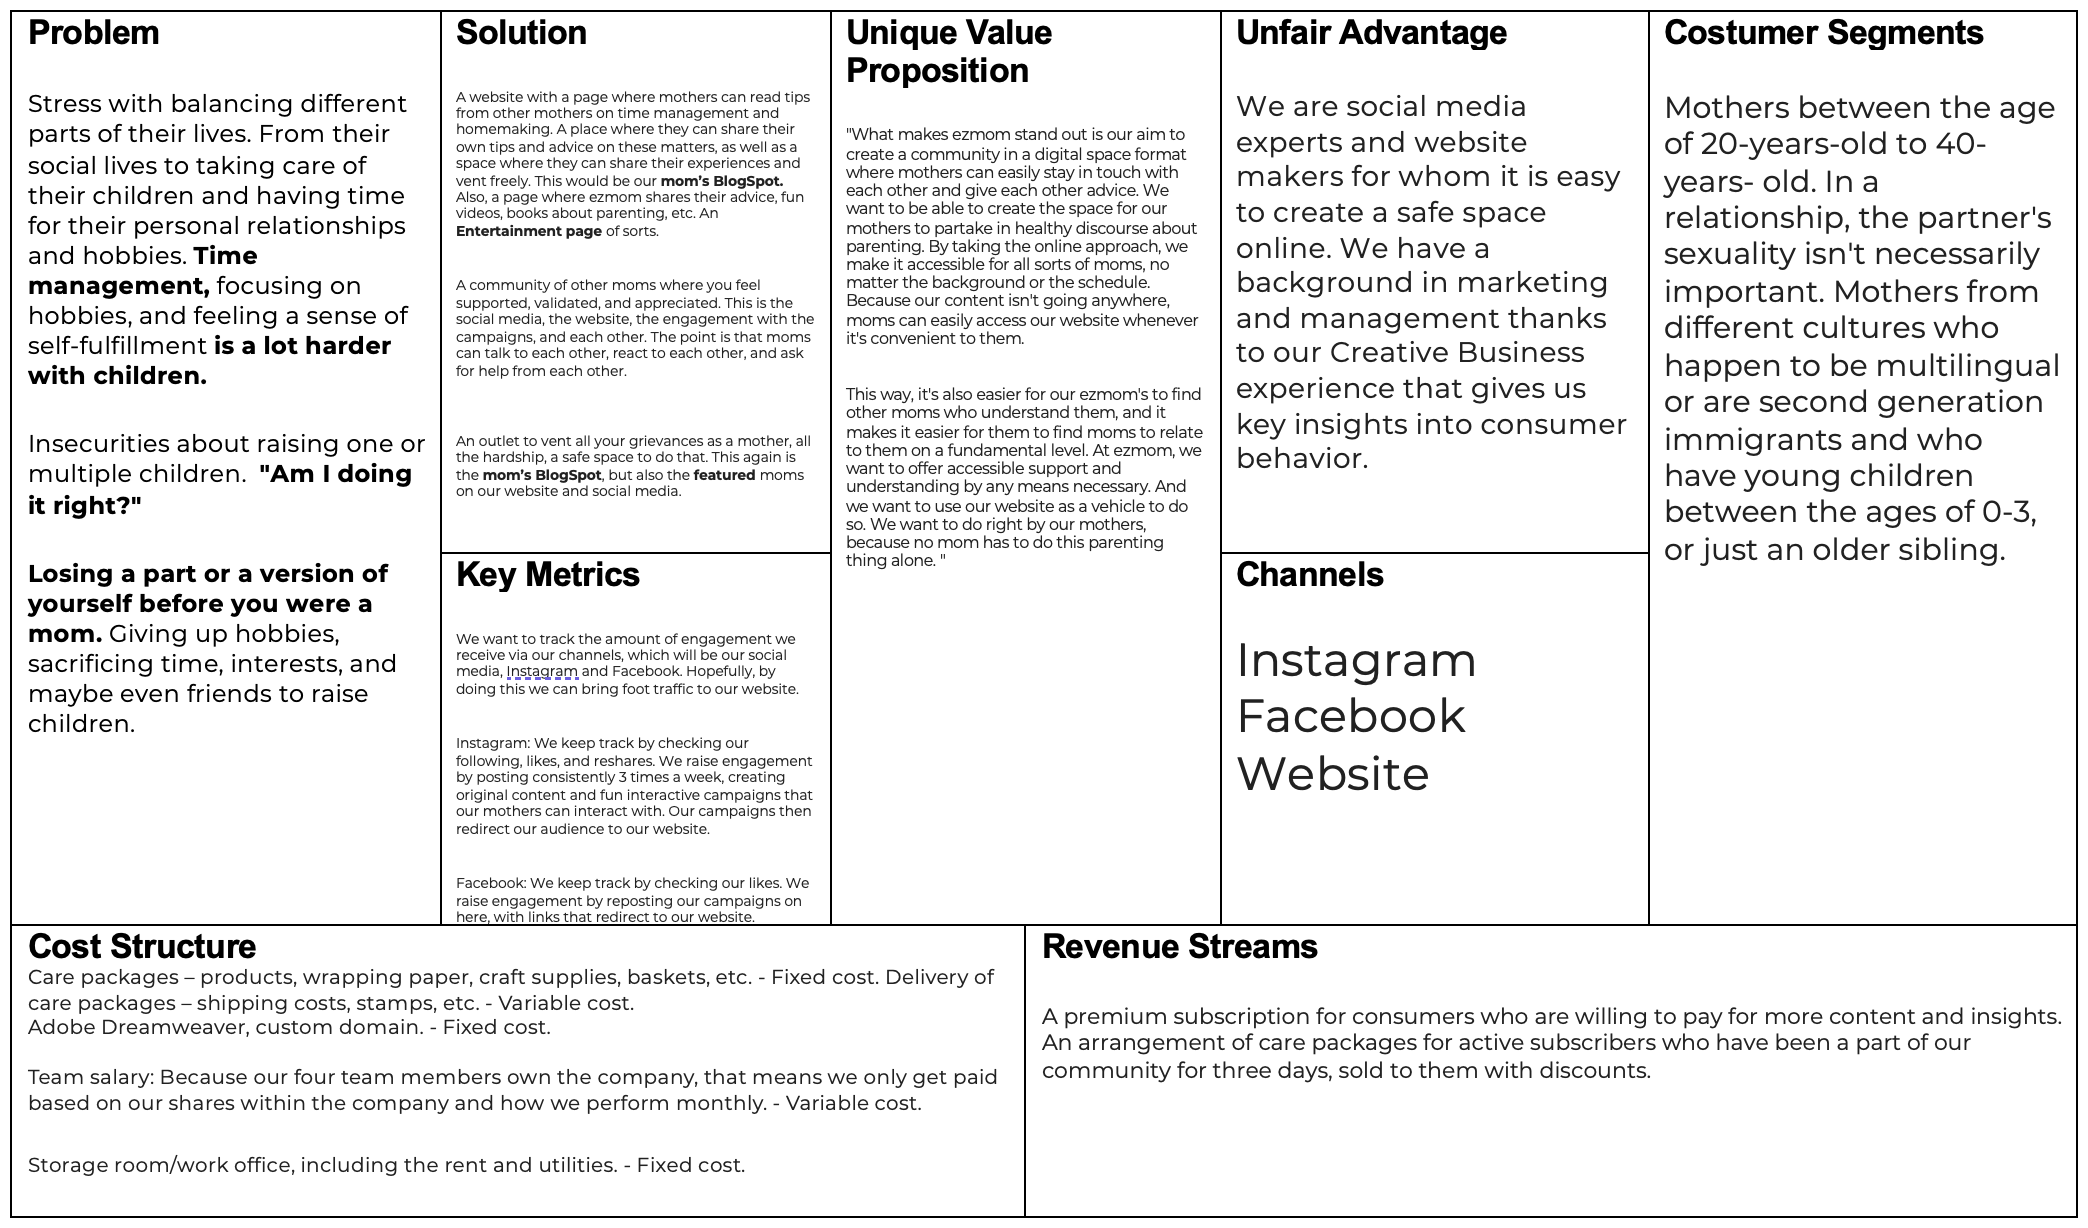 Problem
Stress with balancing different
parts of their lives. From their
social lives to taking care of
their children and having time
for their personal relationships
and hobbies. Time
management, focusing on
hobbies, and feeling a sense of
self-fulfillment is a lot harder
with children.
Insecurities about raising one or
multiple children.  "Am I doing
it right?"
Losing a part or a version of
yourself before you were a
mom. Giving up hobbies,
sacrificing time, interests, and
maybe even friends to raise
children.
Solution
A website with a page where mothers can read tips
from other mothers on time management and
homemaking. A place where they can share their
own tips and advice on these matters, as well as a
space where they can share their experiences and
vent freely. This would be our mom's BlogSpot.
Also, a page where ezmom shares their advice, fun
videos, books about parenting, etc. An
Entertainment page of sorts.
A community of other moms where you feel
supported, validated, and appreciated. This is the
social media, the website, the engagement with the
campaigns, and each other. The point is that moms
can talk to each other, react to each other, and ask
for help from each other.
An outlet to vent all your grievances as a mother, all
the hardship, a safe space to do that. This again is
the mom's BlogSpot, but also the featured moms
on our website and social media.
Key Metrics
We want to track the amount of engagement we
receive via our channels, which will be our social
media, Instagram and Facebook. Hopefully, by
doing this we can bring foot traffic to our website.
Instagram: We keep track by checking our
following, likes, and reshares. We raise engagement
by posting consistently 3 times a week, creating
original content and fun interactive campaigns that
our mothers can interact with. Our campaigns then
redirect our audience to our website.
Facebook: We keep track by checking our likes. We
raise engagement by reposting our campaigns on
here, with links that redirect to our website.
Unique Value
Proposition
"What makes ezmom stand out is our aim to
create a community in a digital space format
where mothers can easily stay in touch with
each other and give each other advice. We
want to be able to create the space for our
mothers to partake in healthy discourse about
parenting. By taking the online approach, we
make it accessible for all sorts of moms, no
matter the background or the schedule.
Because our content isn't going anywhere,
moms can easily access our website whenever
it's convenient to them.
This way, it's also easier for our ezmom's to find
other moms who understand them, and it
makes it easier for them to find moms to relate
to them on a fundamental level. At ezmom, we
want to offer accessible support and
understanding by any means necessary. And
we want to use our website as a vehicle to do
so. We want to do right by our mothers,
because no mom has to do this parenting
thing alone. "
Unfair Advantage
We are social media
experts and website
makers for whom it is easy
to create a safe space
online. We have a
background in marketing
and management thanks
to our Creative Business
experience that gives us
key insights into consumer
behavior.
Channels
Instagram
Facebook
Website
Costumer Segments
Mothers between the age
of 20-years-old to 40-
years- old. In a
relationship, the partner's
sexuality isn't necessarily
important. Mothers from
different cultures who
happen to be multilingual
or are second generation
immigrants and who
have young children
between the ages of 0-3,
or just an older sibling.
Cost Structure
Care packages – products, wrapping paper, craft supplies, baskets, etc. - Fixed cost. Delivery of
care packages – shipping costs, stamps, etc. - Variable cost.
Adobe Dreamweaver, custom domain. - Fixed cost.
Team salary: Because our four team members own the company, that means we only get paid
based on our shares within the company and how we perform monthly. - Variable cost.
Storage room/work office, including the rent and utilities. - Fixed cost.
Revenue Streams
A premium subscription for consumers who are willing to pay for more content and insights.
An arrangement of care packages for active subscribers who have been a part of our
community for three days, sold to them with discounts.